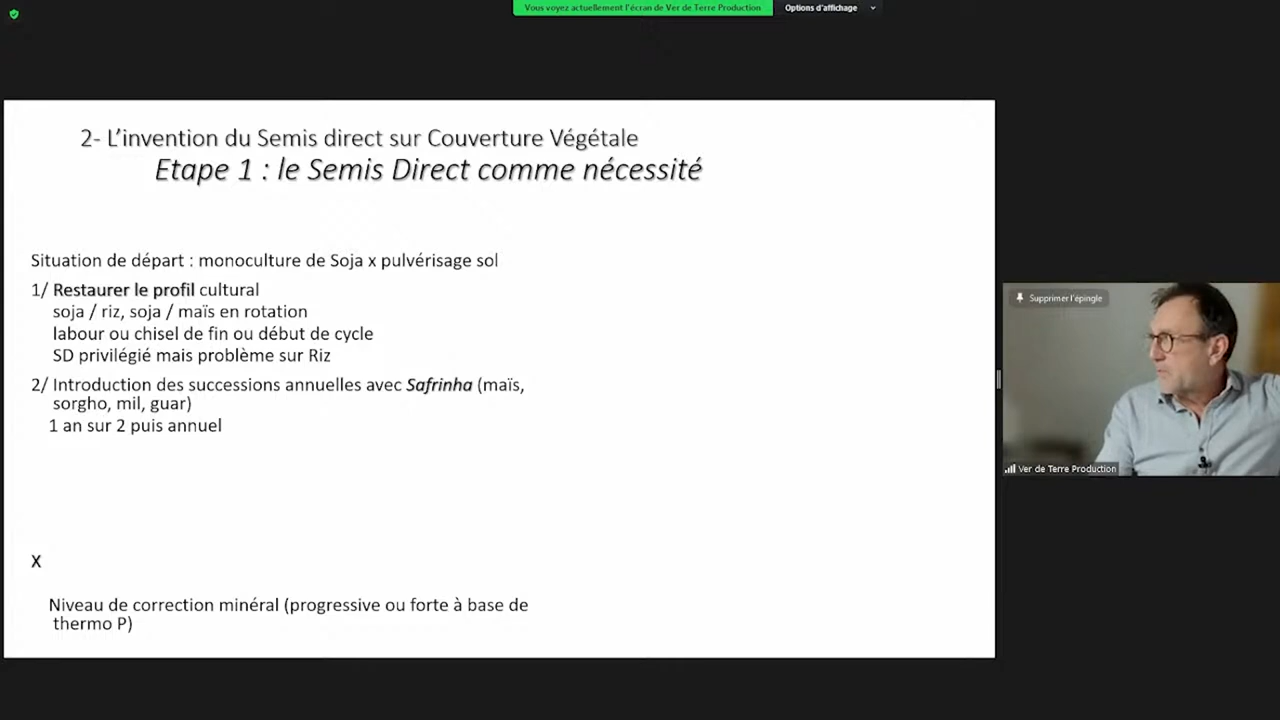 Vous voyez actuellement l'écran de Ver de Terre Production
Options d'affichage
2- L'invention du Semis direct sur Couverture Végétale
Etape 1 : le Semis Direct comme nécessité
Situation de départ : monoculture de Soja x pulvérisage sol
1/ Restaurer le profil cultural
soja / riz, soja / maïs en rotation
labour ou chisel de fin ou début de cycle
SD privilégié mais problème sur Riz
2/ Introduction des successions annuelles avec Safrinha (maïs,
sorgho, mil, guar)
1 an sur 2 puis annuel
X
Niveau de correction minéral (progressive ou forte à base de
thermo P)
Supprimer l'épingle
Ver de Terre Production